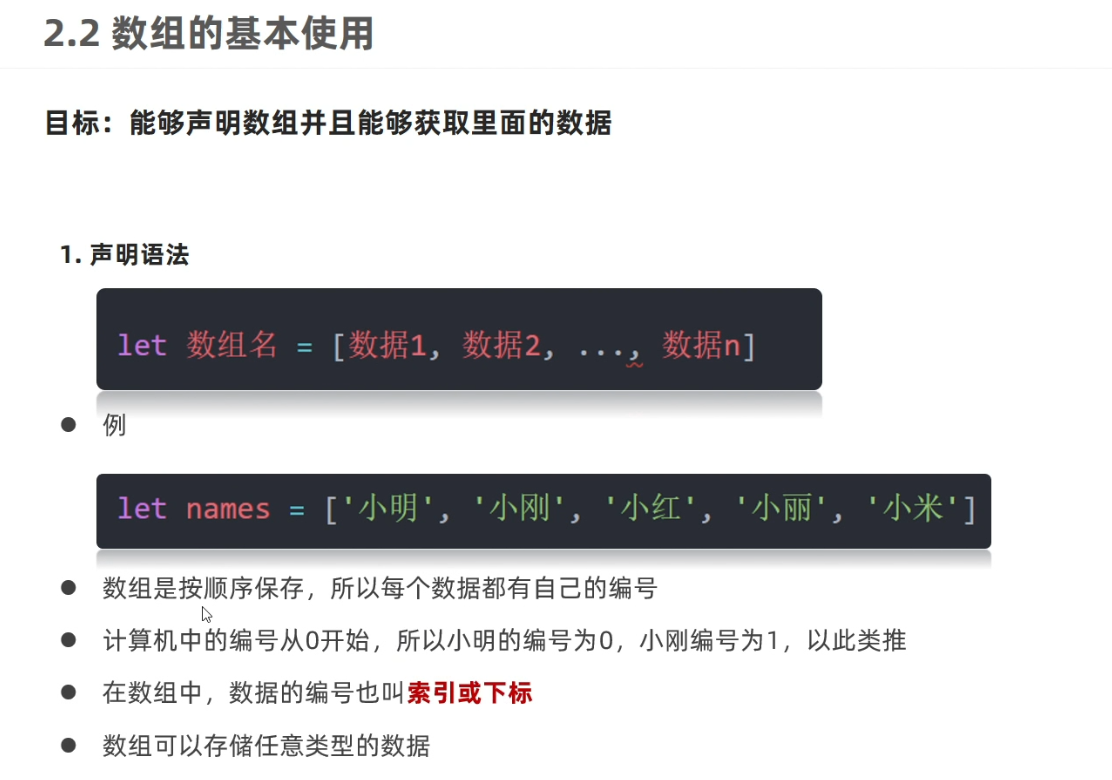 2.2 数组的基本使用
目标：能够声明数组并且能够获取里面的数据
1. 声明语法
let 数组名 = [数据1, 数据2, ..., 数据n]
● 例
let names = ['小明', '小刚', '小红', '小丽', '小米']
● 数组是按顺序保存，所以每个数据都有自己的编号
● 计算机中的编号从0开始，所以小明的编号为0，小刚编号为1，以此类推
● 在数组中，数据的编号也叫索引或下标
● 数组可以存储任意类型的数据